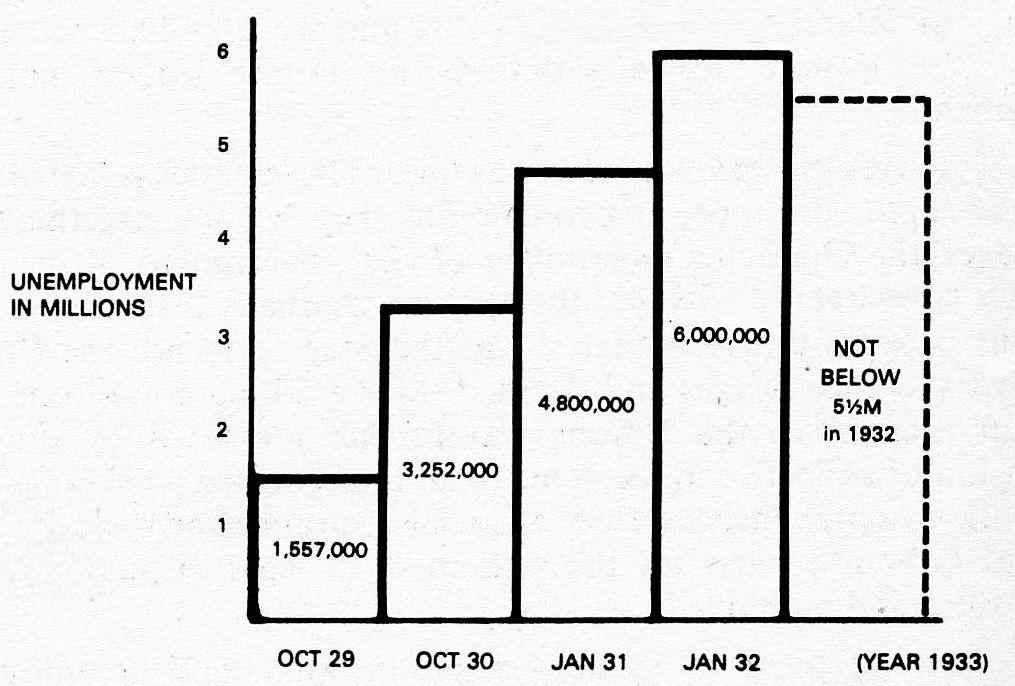 6
5
4
UNEMPLOYMENT
IN MILLIONS
3
2
1
1,557,000
3,252,000
4,800,000
6,000,000
NOT
BELOW
5½M
in 1932
OCT 29
OCT 30
JAN 31
JAN 32
(YEAR 1933)